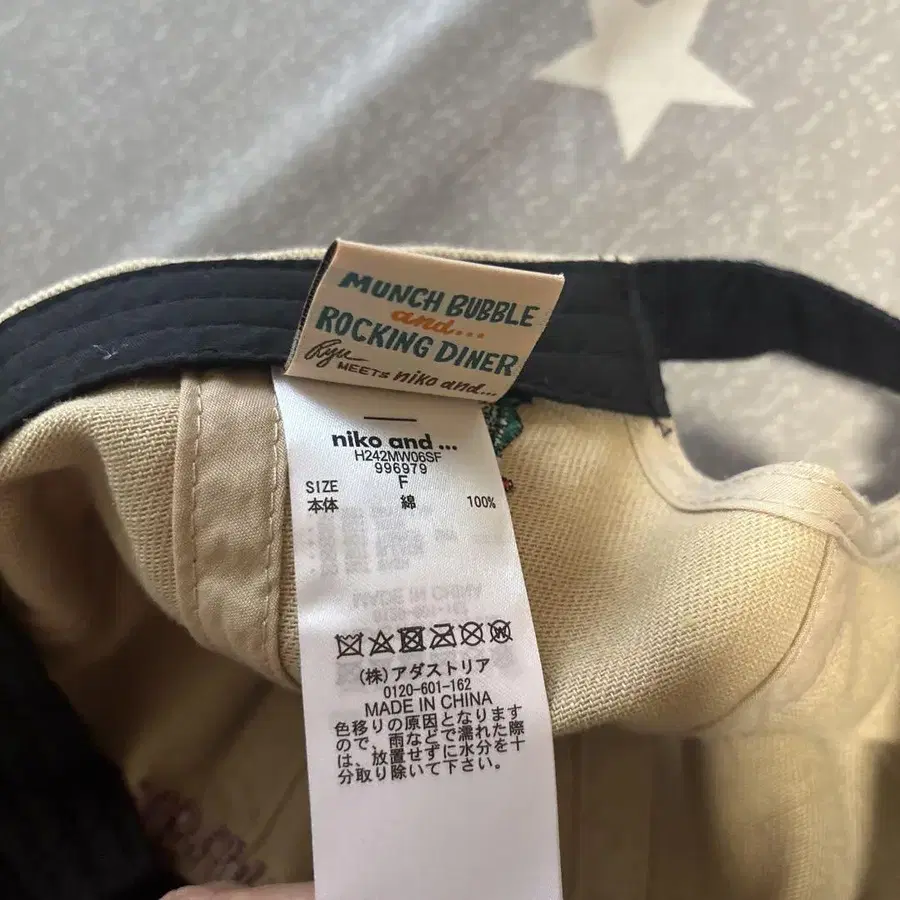 MUNCH BUBBLE
and...
ROCKING DINER
Ryu MEETS niko and...
niko and ...
H242MW06SF
996979
SIZE F
本体 綿 100%
(株)アダストリア
0120-601-162
MADE IN CHINA
色移りの原因となります
ので、雨などで濡れた際
は、放置せずに水分を十
分取り除いて下さい。